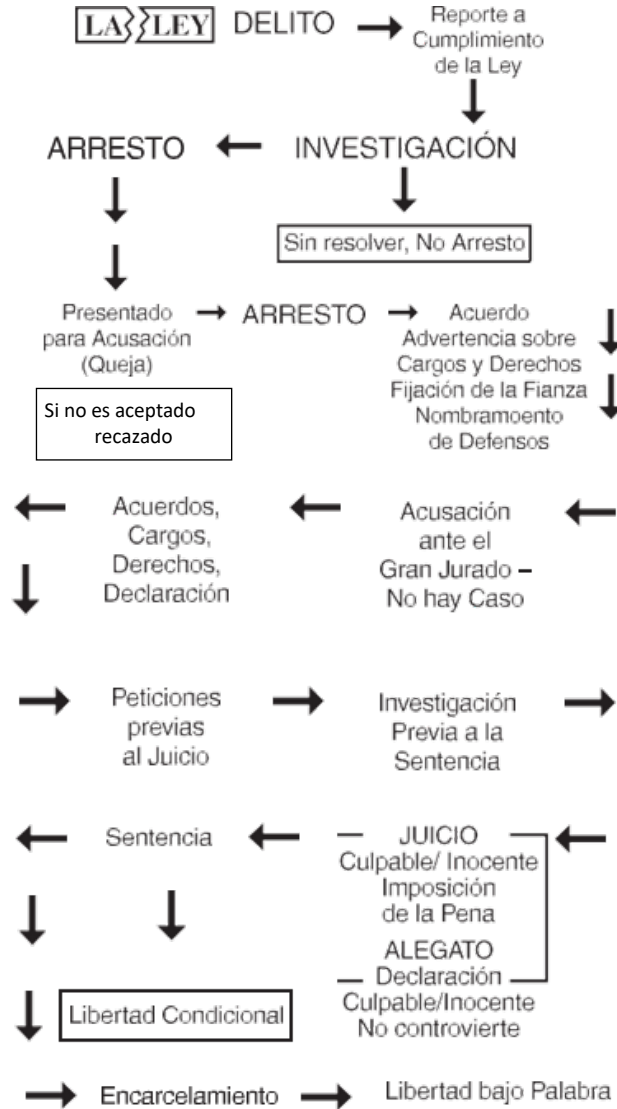 LA LEY DELITO
Reporte a
Cumplimiento
de la Ley
ARRESTO
INVESTIGACIÓN
Sin resolver, No Arresto
Presentado
para Acusación
(Queja)
Si no es aceptado
recazado
ARRESTO
Acuerdo
Advertencia sobre
Cargos y Derechos
Fijación de la Fianza
Nombramoento
de Defensos
Acuerdos,
Cargos,
Derechos,
Declaración
Acusación
ante el
Gran Jurado –
No hay Caso
Peticiones
previas
al Juicio
Investigación
Previa a la
Sentencia
Sentencia
JUICIO
Culpable/ Inocente
Imposición
de la Pena
ALEGATO
Declaración
Culpable/Inocente
No controvierte
Libertad Condicional
Encarcelamiento
Libertad bajo Palabra